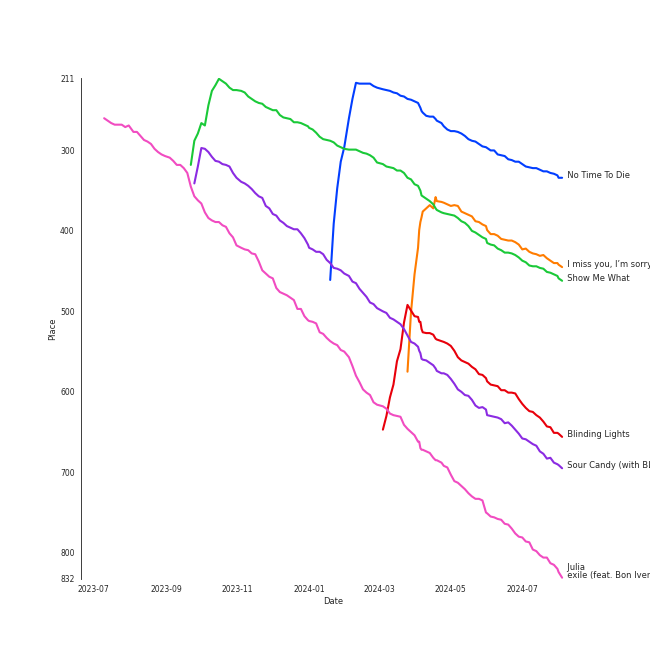 211
300
400
500
600
700
800
832
Place
2023-07
2023-09
2023-11
2024-01
2024-03
2024-05
2024-07
Date
No Time To Die
I miss you, I'm sorry
Show Me What
Blinding Lights
Sour Candy (with Bl
Julia
exile (feat. Bon Iver